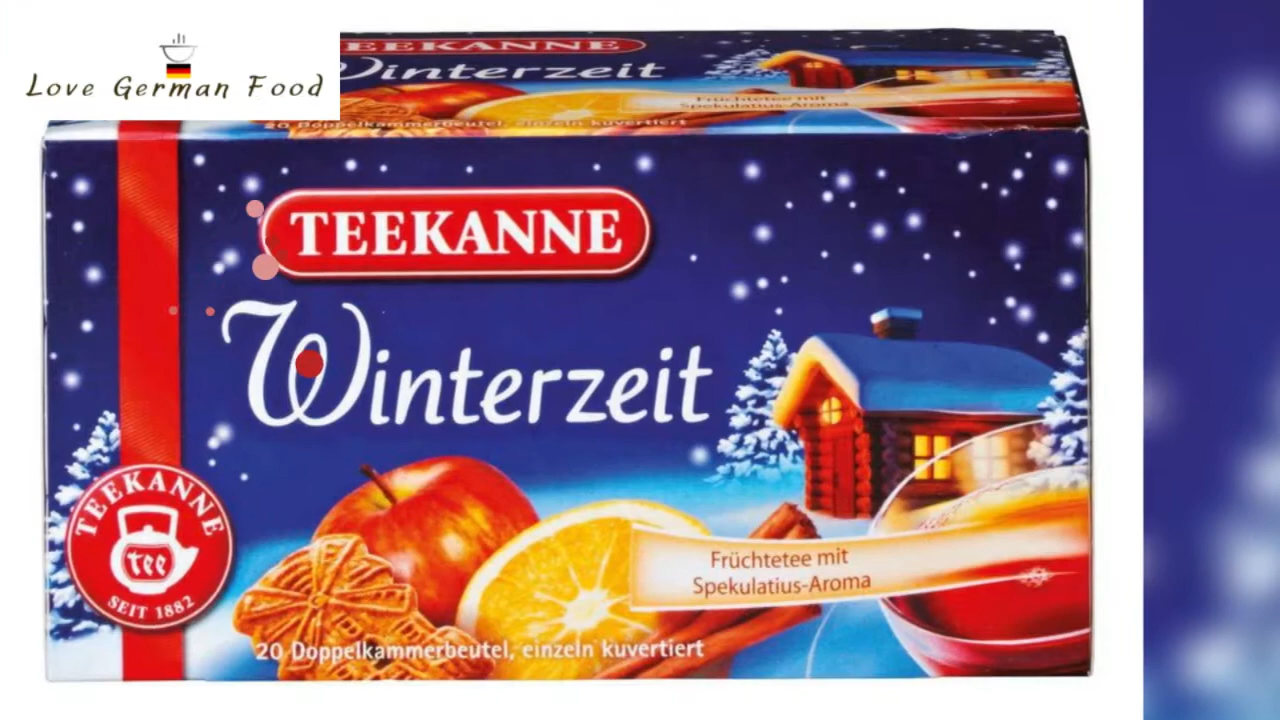 Love German Food
TEEKANNE
Winterzeit
Früchtetee mit
Spekulatius-Aroma
20 Doppelkammerbeutel, einzeln kuvertiert
TEEKANNE
Winterzeit
TEEKANNE
tee
SEIT 1882
Früchtetee mit
Spekulatius-Aroma
20 Doppelkammerbeutel, einzeln kuvertiert